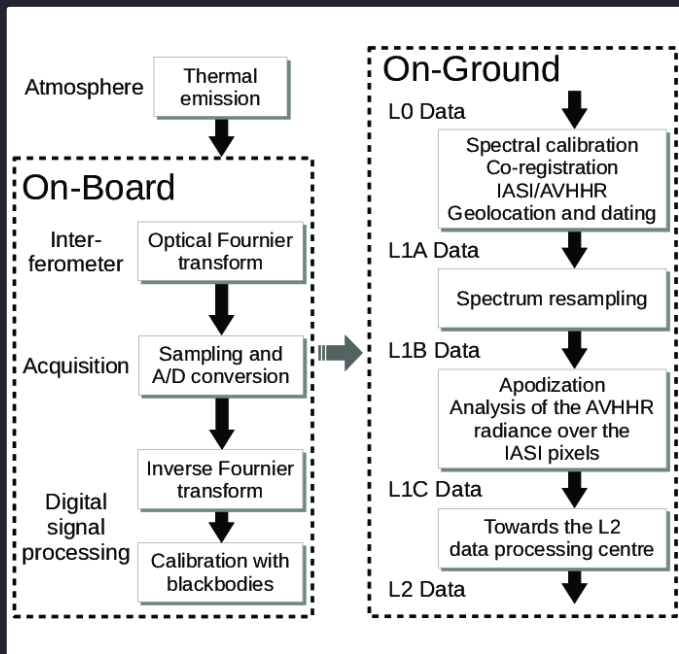 Atmosphere
Thermal
emission
On-Board
Inter-
ferometer
Optical Fournier
transform
Acquisition
Sampling and
A/D conversion
Digital
signal
processing
Inverse Fournier
transform
Calibration with
blackbodies
On-Ground
L0 Data
Spectral calibration
Co-registration
IASI/AVHHR
Geolocation and dating
L1A Data
Spectrum resampling
L1B Data
Apodization
Analysis of the AVHHR
radiance over the
IASI pixels
L1C Data
Towards the L2
data processing centre
L2 Data